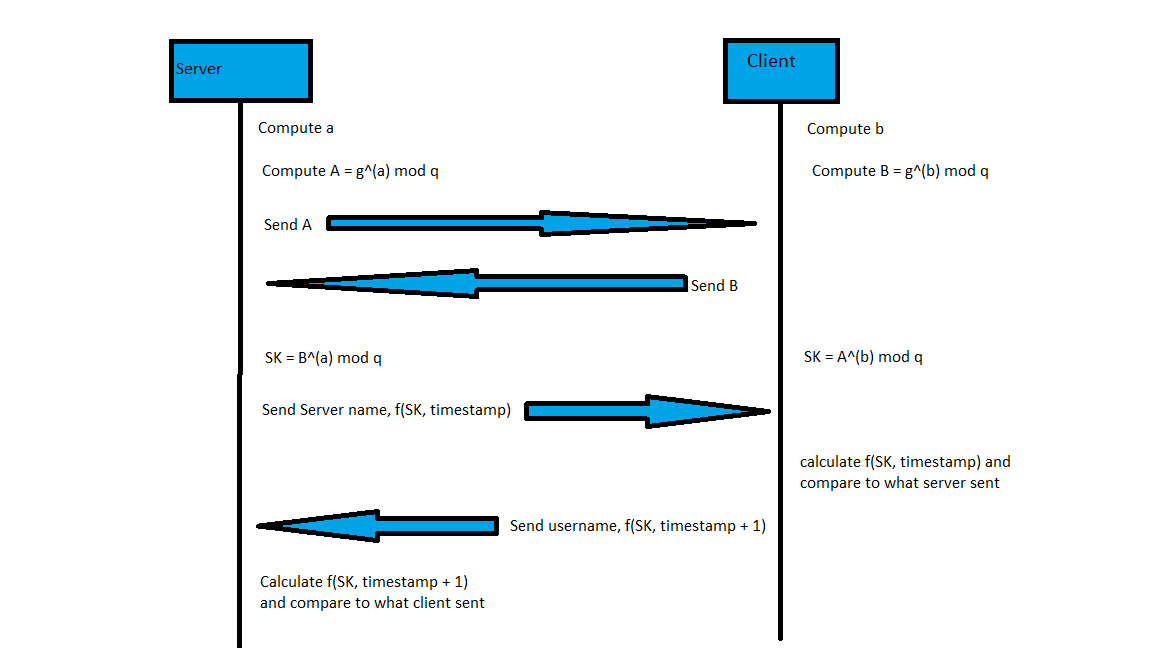 Server
Client
Compute a
Compute b
Compute A = g^(a) mod q
Compute B = g^(b) mod q
Send A
Send B
SK = B^(a) mod q
SK = A^(b) mod q
Send Server name, f(SK, timestamp)
calculate f(SK, timestamp) and
compare to what server sent
Send username, f(SK, timestamp + 1)
Calculate f(SK, timestamp + 1)
and compare to what client sent